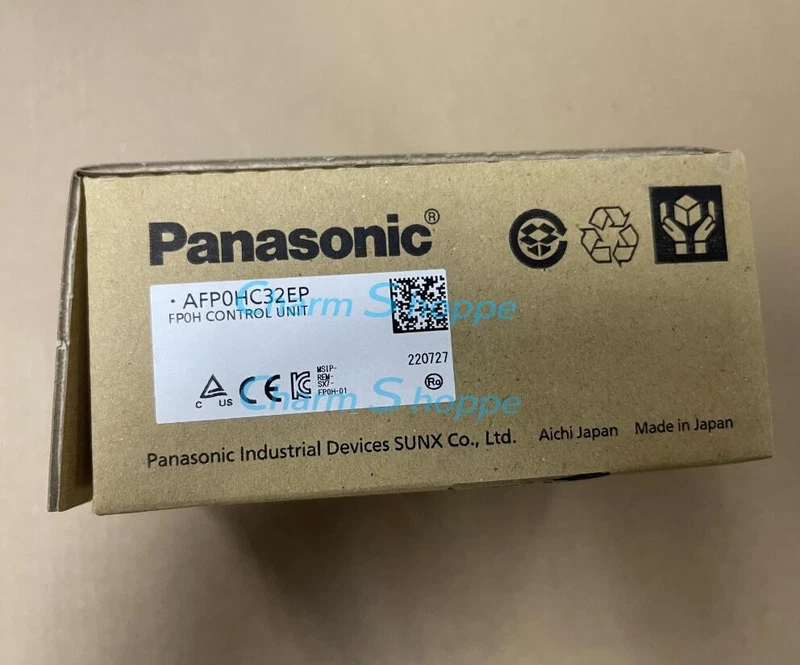 Panasonic®
· AFP0HC32EP
FP0H CONTROL UNIT
Charm Shoppe
220727
MSIP-
REM-
SX7-
FP0H-01
C US
CE
Ro
Charm Shoppe
Panasonic Industrial Devices SUNX Co., Ltd. Aichi Japan Made in Japan